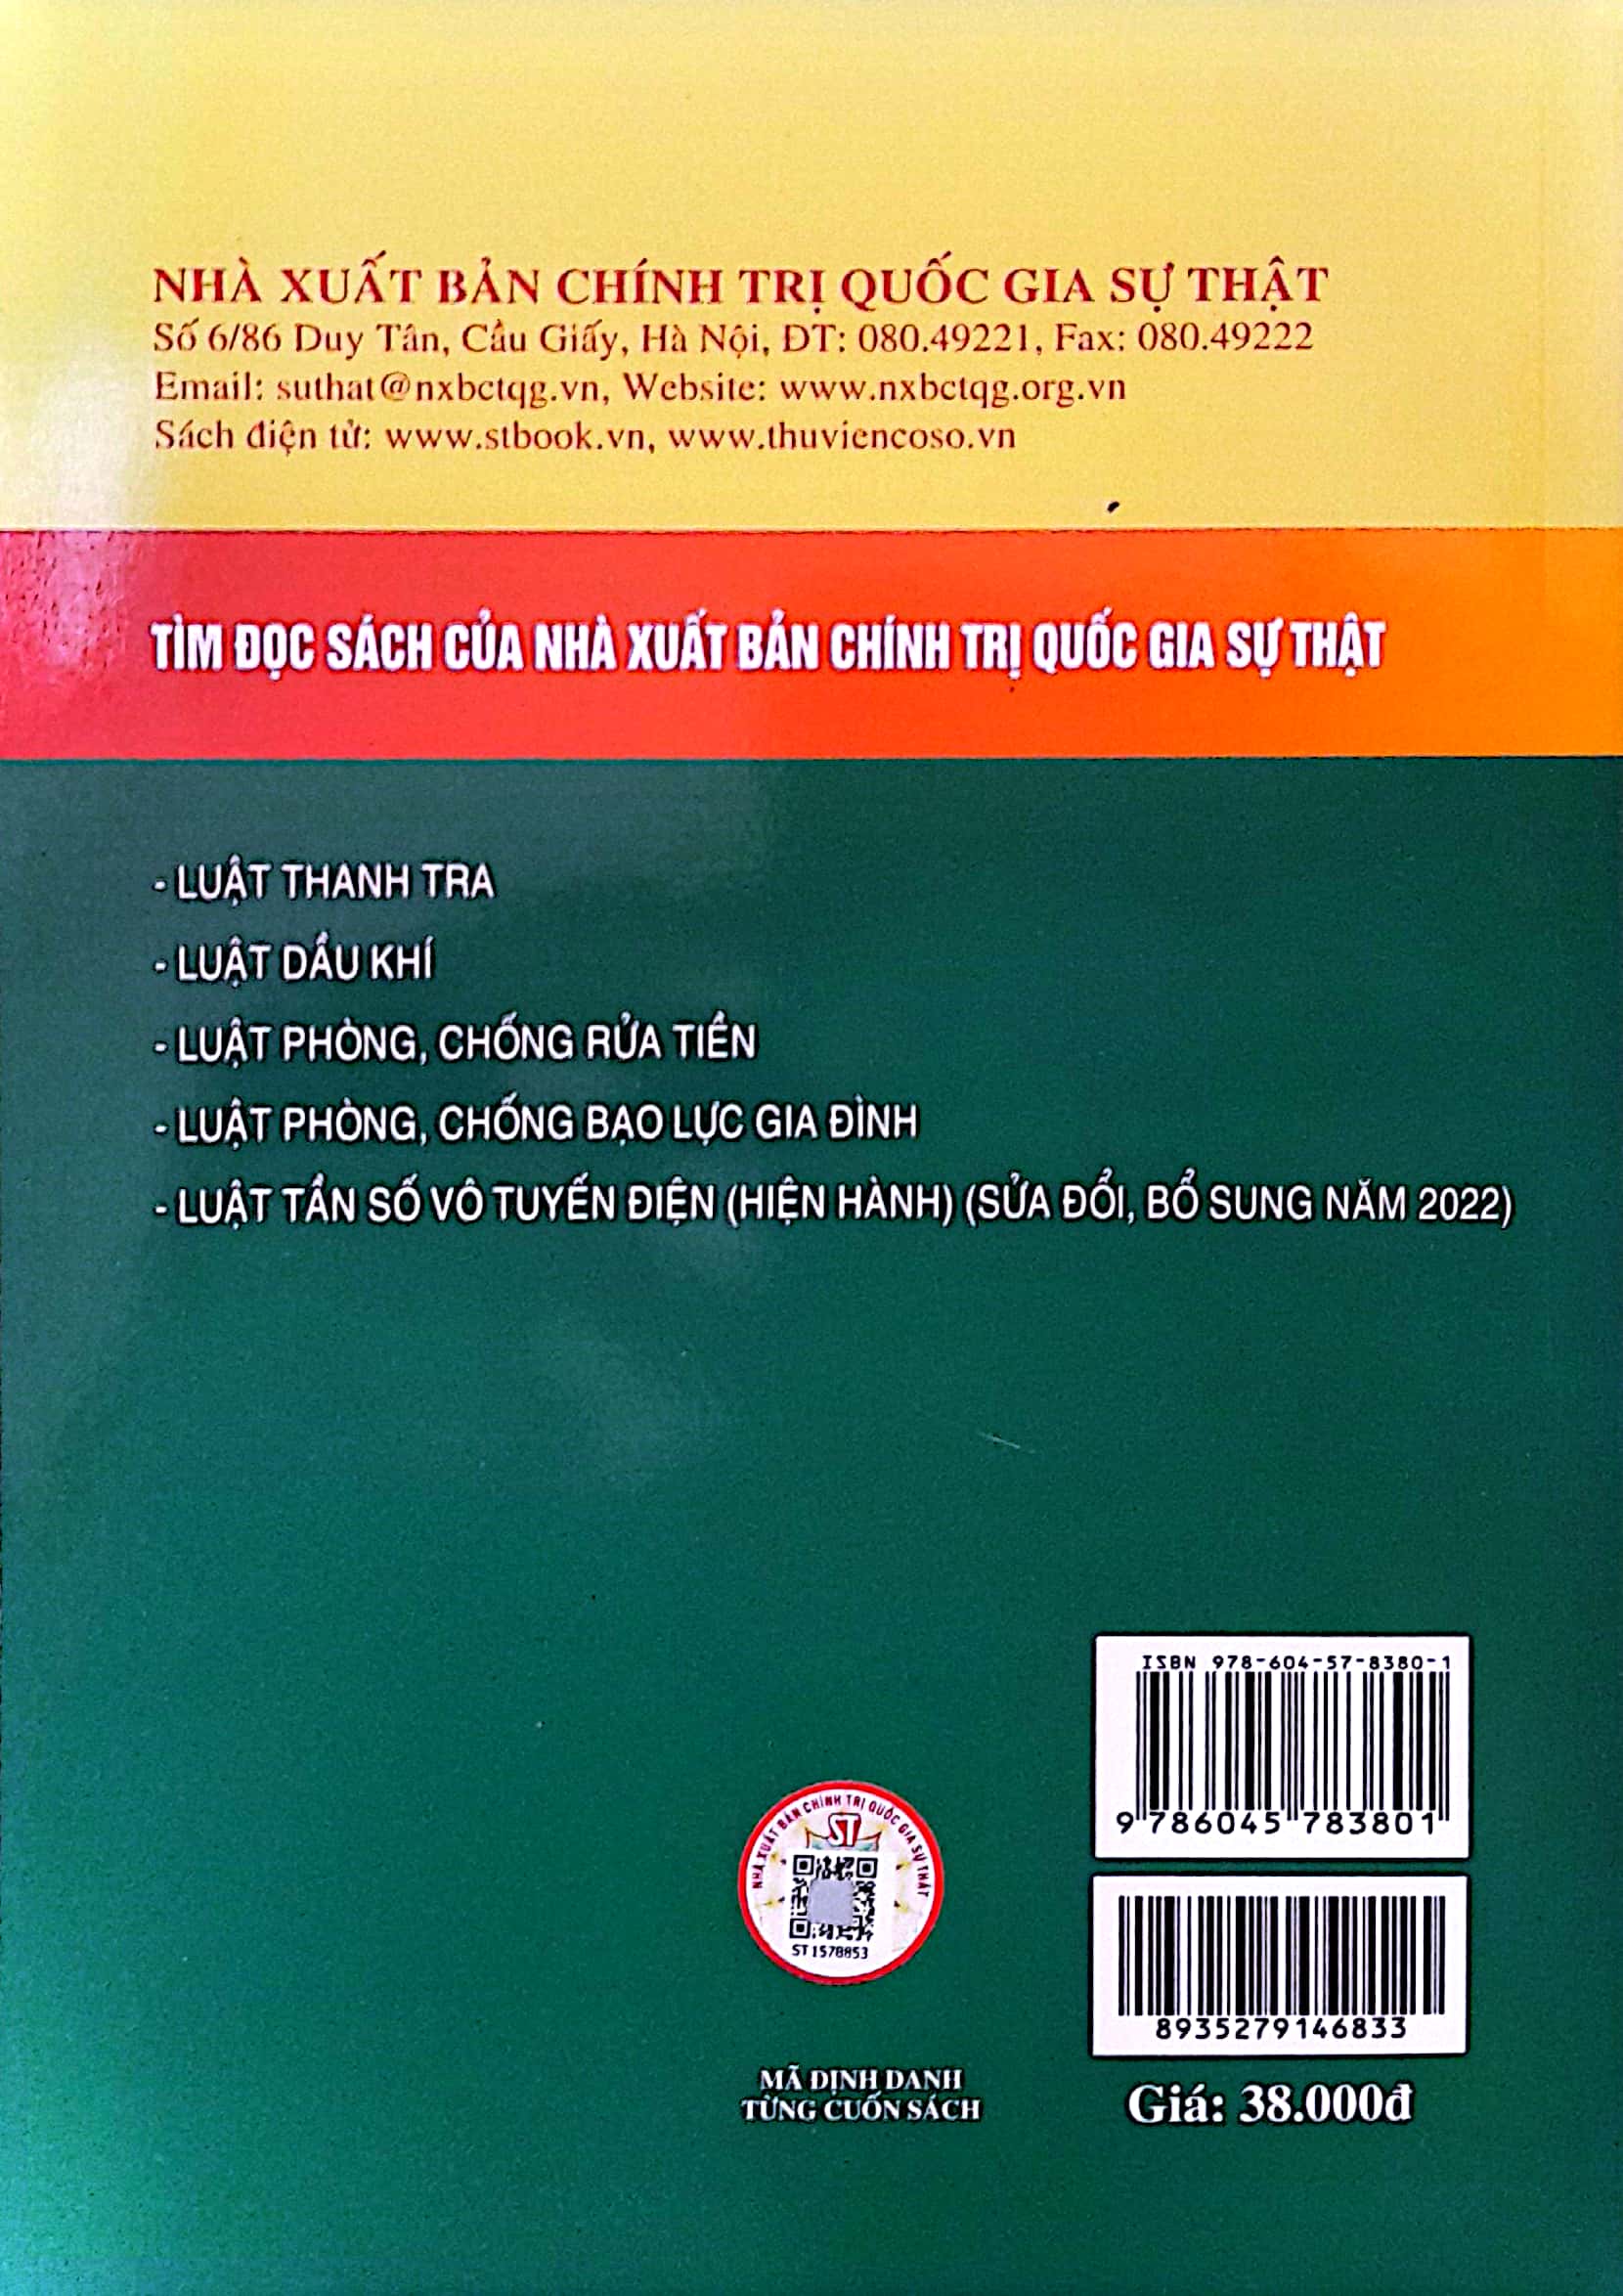 NHÀ XUẤT BẢN CHÍNH TRỊ QUỐC GIA SỰ THẬT
Số 6/86 Duy Tân, Cầu Giấy, Hà Nội, ĐT: 080.49221, Fax: 080.49222
Email: suthat@nxbctqg.vn, Website: www.nxbctqg.org.vn
Sách điện tử: www.stbook.vn, www.thuviencoso.vn
TÌM ĐỌC SÁCH CỦA NHÀ XUẤT BẢN CHÍNH TRỊ QUỐC GIA SỰ THẬT
- LUẬT THANH TRA
- LUẬT DẦU KHÍ
- LUẬT PHÒNG, CHỐNG RỬA TIỀN
- LUẬT PHÒNG, CHỐNG BẠO LỰC GIA ĐÌNH
- LUẬT TẦN SỐ VÔ TUYẾN ĐIỆN (HIỆN HÀNH) (SỬA ĐỔI, BỔ SUNG NĂM 2022)
ISBN 978-604-57-8380-1
9 786045 783801
NHÀ XUẤT BẢN CHÍNH TRỊ QUỐC GIA SỰ THẬT
ST
ST1578853
8935279146833
MÃ ĐỊNH DANH
TỪNG CUỐN SÁCH
Giá: 38.000đ